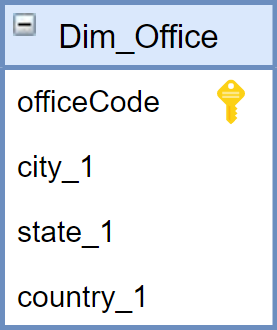 Dim_Office
officeCode
city_1
state_1
country_1